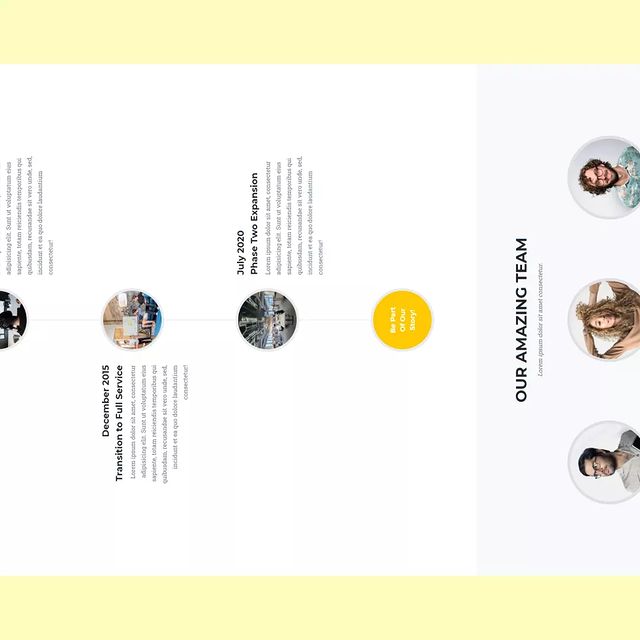 adipisicing elit. Sunt ut voluptatum eius
sapiente, totam reiciendis temporibus qui
quibusdam, recusandae sit vero unde, sed,
incidunt et ea quo dolore laudantium
consectetur!
December 2015
Transition to Full Service
Lorem ipsum dolor sit amet, consectetur
adipisicing elit. Sunt ut voluptatum eius
sapiente, totam reiciendis temporibus qui
quibusdam, recusandae sit vero unde, sed,
incidunt et ea quo dolore laudantium
consectetur!
July 2020
Phase Two Expansion
Lorem ipsum dolor sit amet, consectetur
adipisicing elit. Sunt ut voluptatum eius
sapiente, totam reiciendis temporibus qui
quibusdam, recusandae sit vero unde, sed,
incidunt et ea quo dolore laudantium
consectetur!
Be Part
Of Our
Story!
OUR AMAZING TEAM
Lorem ipsum dolor sit amet consectetur.